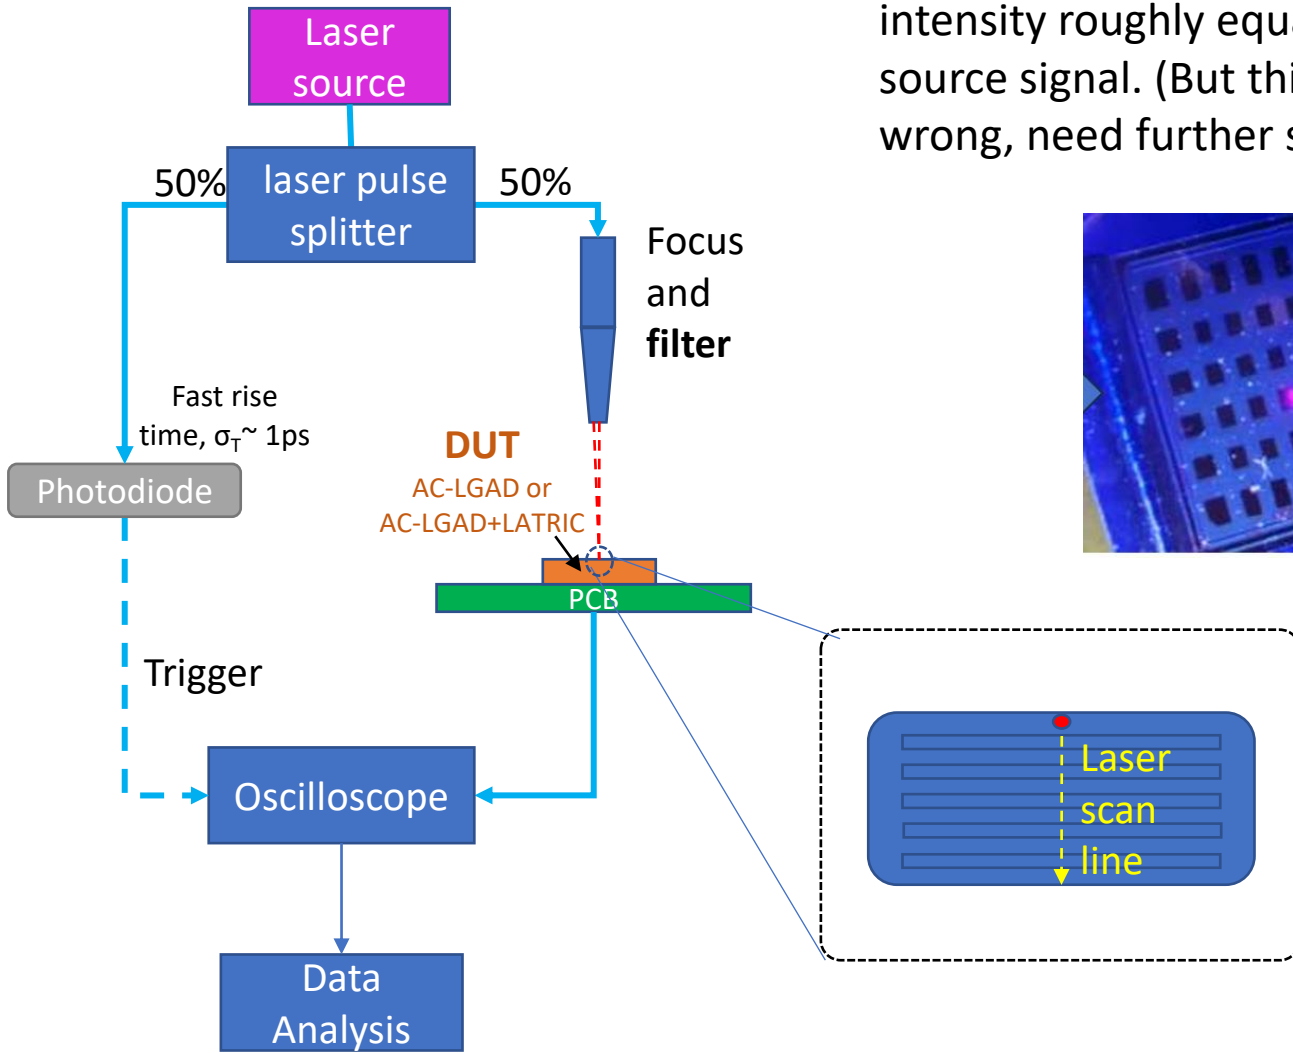 Laser
source
intensity roughly equa
source signal. (But thi
wrong, need further s
50%
laser pulse
splitter
50%
Focus
and
filter
Fast rise
time, σT~ 1ps
Photodiode
DUT
AC-LGAD or
AC-LGAD+LATRIC
PCB
Trigger
Oscilloscope
Laser
scan
line
Data
Analysis